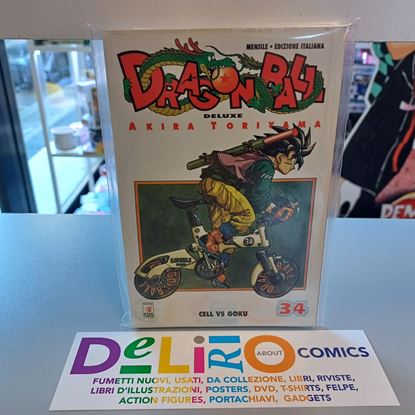 MENSILE • EDIZIONE ITALIANA
DRAGON BALL
DELUXE
AKIRA TORIYAMA
34
CELL VS GOKU
34
DELIRIO ABOUT COMICS
FUMETTI NUOVI, USATI, DA COLLEZIONE, LIBRI, RIVISTE,
LIBRI D'ILLUSTRAZIONI, POSTERS, DVD, T-SHIRTS, FELPE,
ACTION FIGURES, PORTACHIAVI, GADGETS